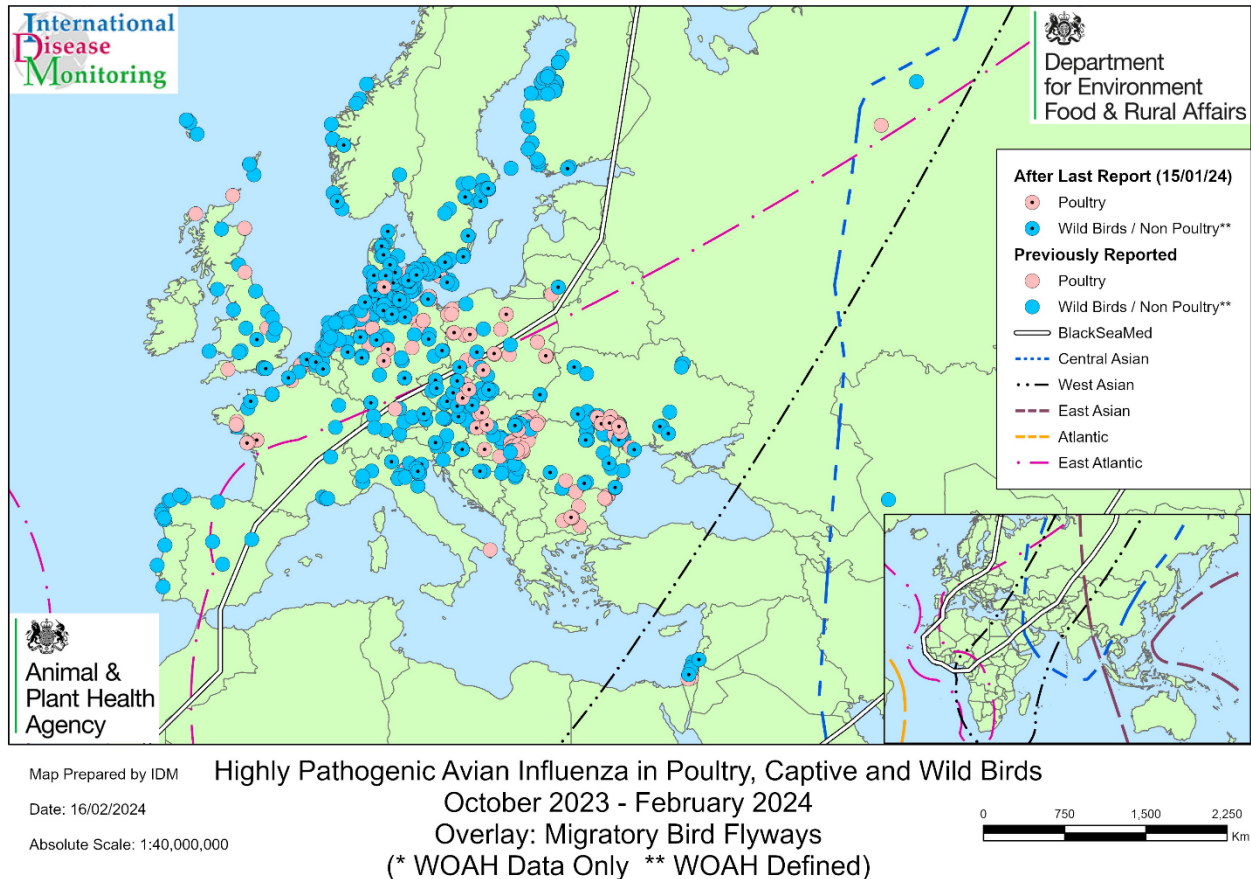 International
Disease
Monitoring
Department
for Environment
Food & Rural Affairs
After Last Report (15/01/24)
Poultry
Wild Birds / Non Poultry**
Previously Reported
Poultry
Wild Birds / Non Poultry**
BlackSeaMed
Central Asian
West Asian
East Asian
Atlantic
East Atlantic
Animal &
Plant Health
Agency
Map Prepared by IDM
Date: 16/02/2024
Absolute Scale: 1:40,000,000
Highly Pathogenic Avian Influenza in Poultry, Captive and Wild Birds
October 2023 - February 2024
Overlay: Migratory Bird Flyways
(* WOAH Data Only ** WOAH Defined)
0 750 1,500 2,250
Km